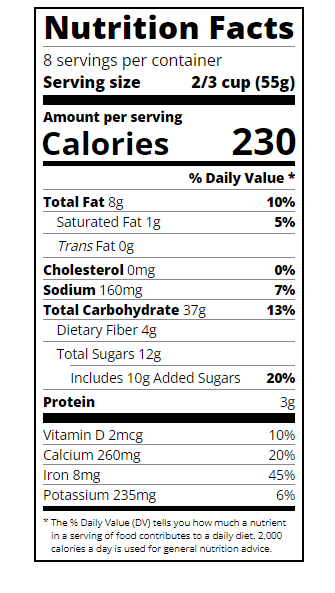 Nutrition Facts
8 servings per container
Serving size 2/3 cup (55g)
Amount per serving
Calories 230
% Daily Value *
Total Fat 8g 10%
Saturated Fat 1g 5%
Trans Fat 0g
Cholesterol 0mg 0%
Sodium 160mg 7%
Total Carbohydrate 37g 13%
Dietary Fiber 4g
Total Sugars 12g
Includes 10g Added Sugars 20%
Protein 3g
Vitamin D 2mcg 10%
Calcium 260mg 20%
Iron 8mg 45%
Potassium 235mg 6%
* The % Daily Value (DV) tells you how much a nutrient
in a serving of food contributes to a daily diet. 2,000
calories a day is used for general nutrition advice.